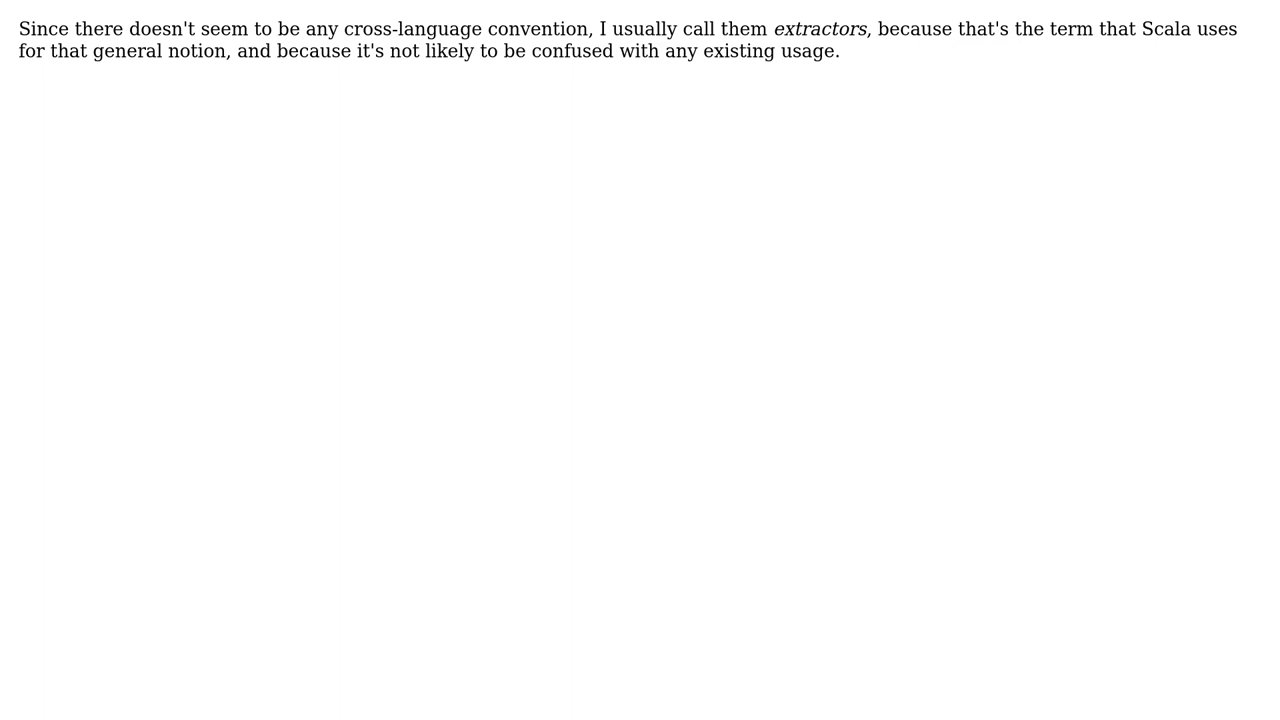 Since there doesn't seem to be any cross-language convention, I usually call them extractors, because that's the term that Scala uses
for that general notion, and because it's not likely to be confused with any existing usage.